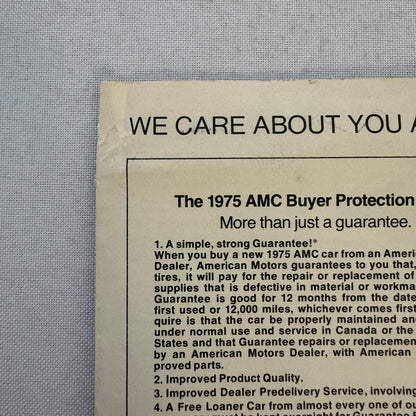 WE CARE ABOUT YOU A
The 1975 AMC Buyer Protection
More than just a guarantee.
1. A simple, strong Guarantee!*
When you buy a new 1975 AMC car from an Ameri
Dealer, American Motors guarantees to you that,
tires, it will pay for the repair or replacement of
supplies that is defective in material or workma
Guarantee is good for 12 months from the date
first used or 12,000 miles, whichever comes first
quire is that the car be properly maintained an
under normal use and service in Canada or the
States and that Guarantee repairs or replacemen
by an American Motors Dealer, with American
proved parts.
2. Improved Product Quality.
3. Improved Dealer Predelivery Service, involving
4. A Free Loaner Car from almost every one of ou